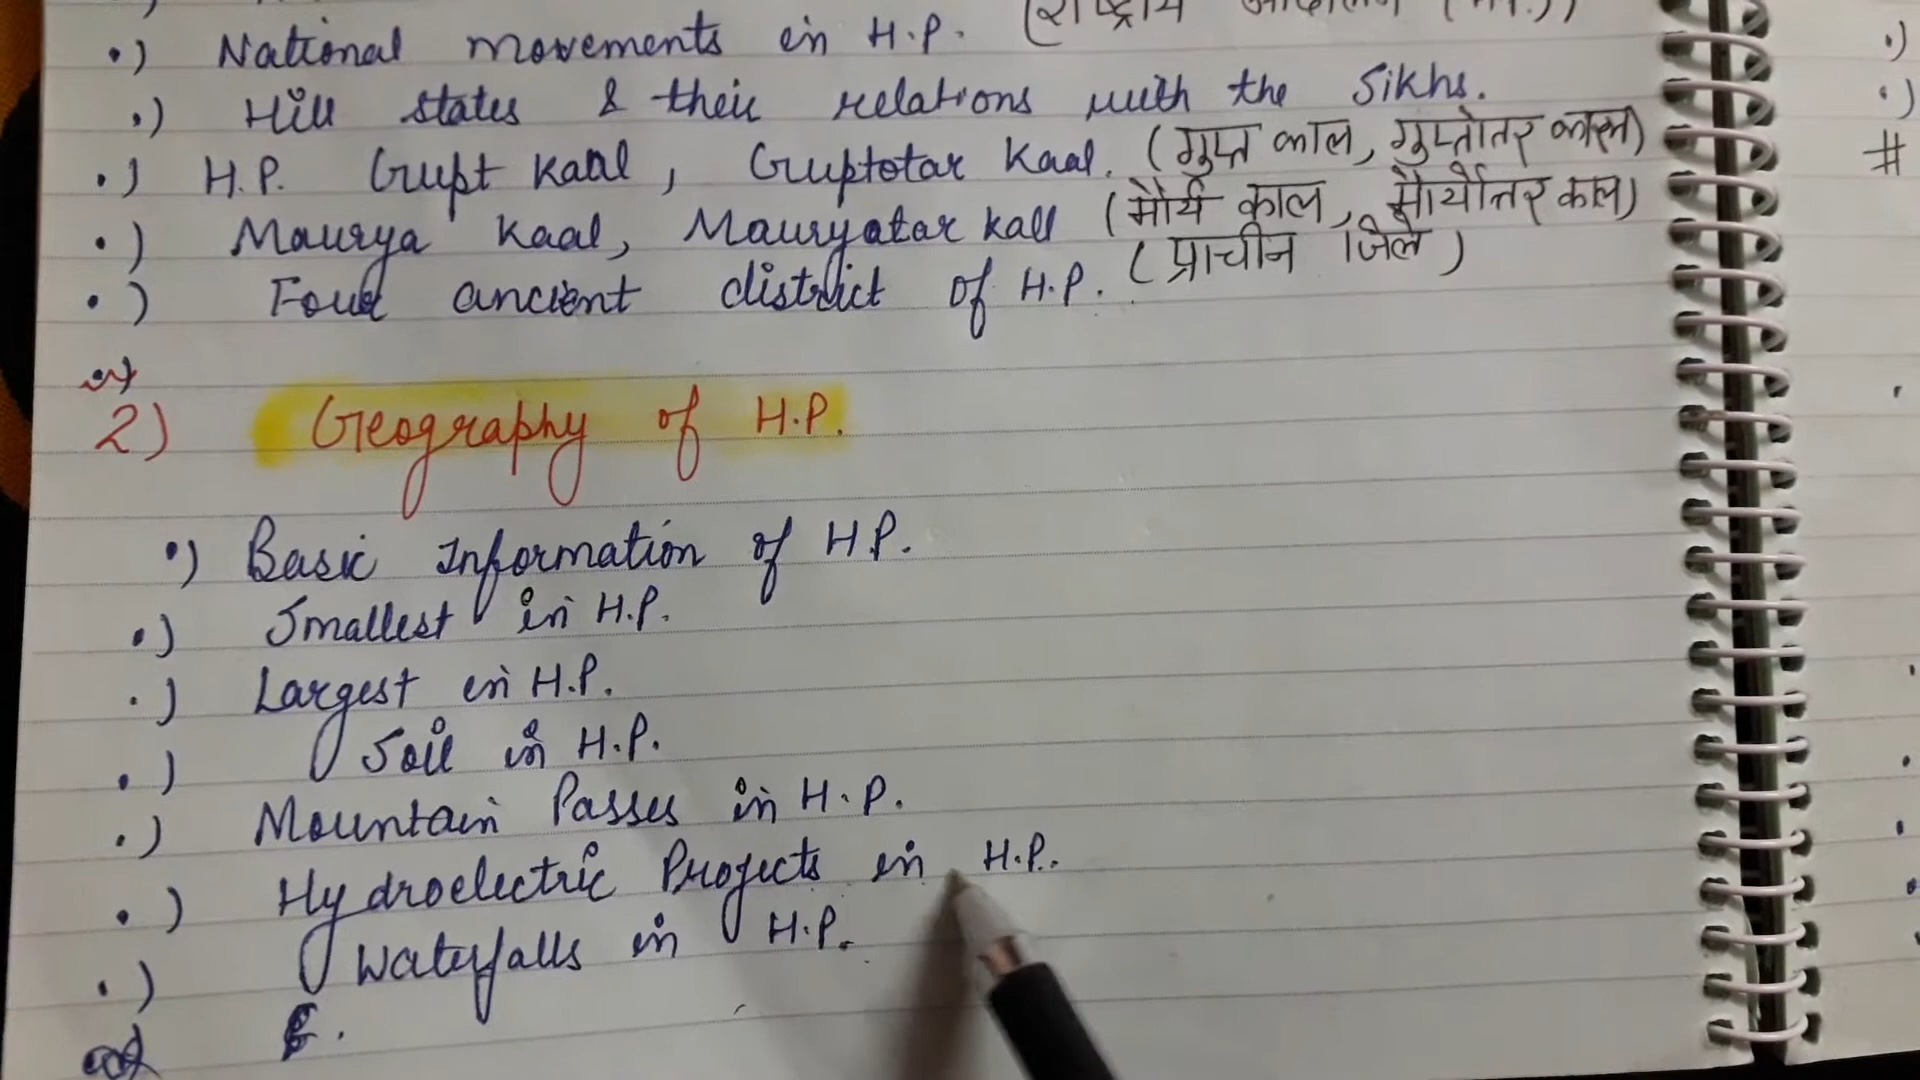 •) National movements in H.P. (राष्ट्रीय
•) Hill states & their relations with the Sikhs.
•) H.P. Gupt Kaal, Guptotar Kaal. (गुप्त काल, गुप्तोतर काल)
•) Maurya Kaal, Mauryatar kaal (मौर्य काल, मौर्योत्तर काल)
•) Four ancient district of H.P. (प्राचीन जिले)
2) Geography of H.P.
•) Basic Information of H.P.
•) Smallest in H.P.
•) Largest in H.P.
•) Soil in H.P.
•) Mountain Passes in H.P.
•) Hydroelectric Projects in H.P.
•) Waterfalls in H.P.
•)
•)
#